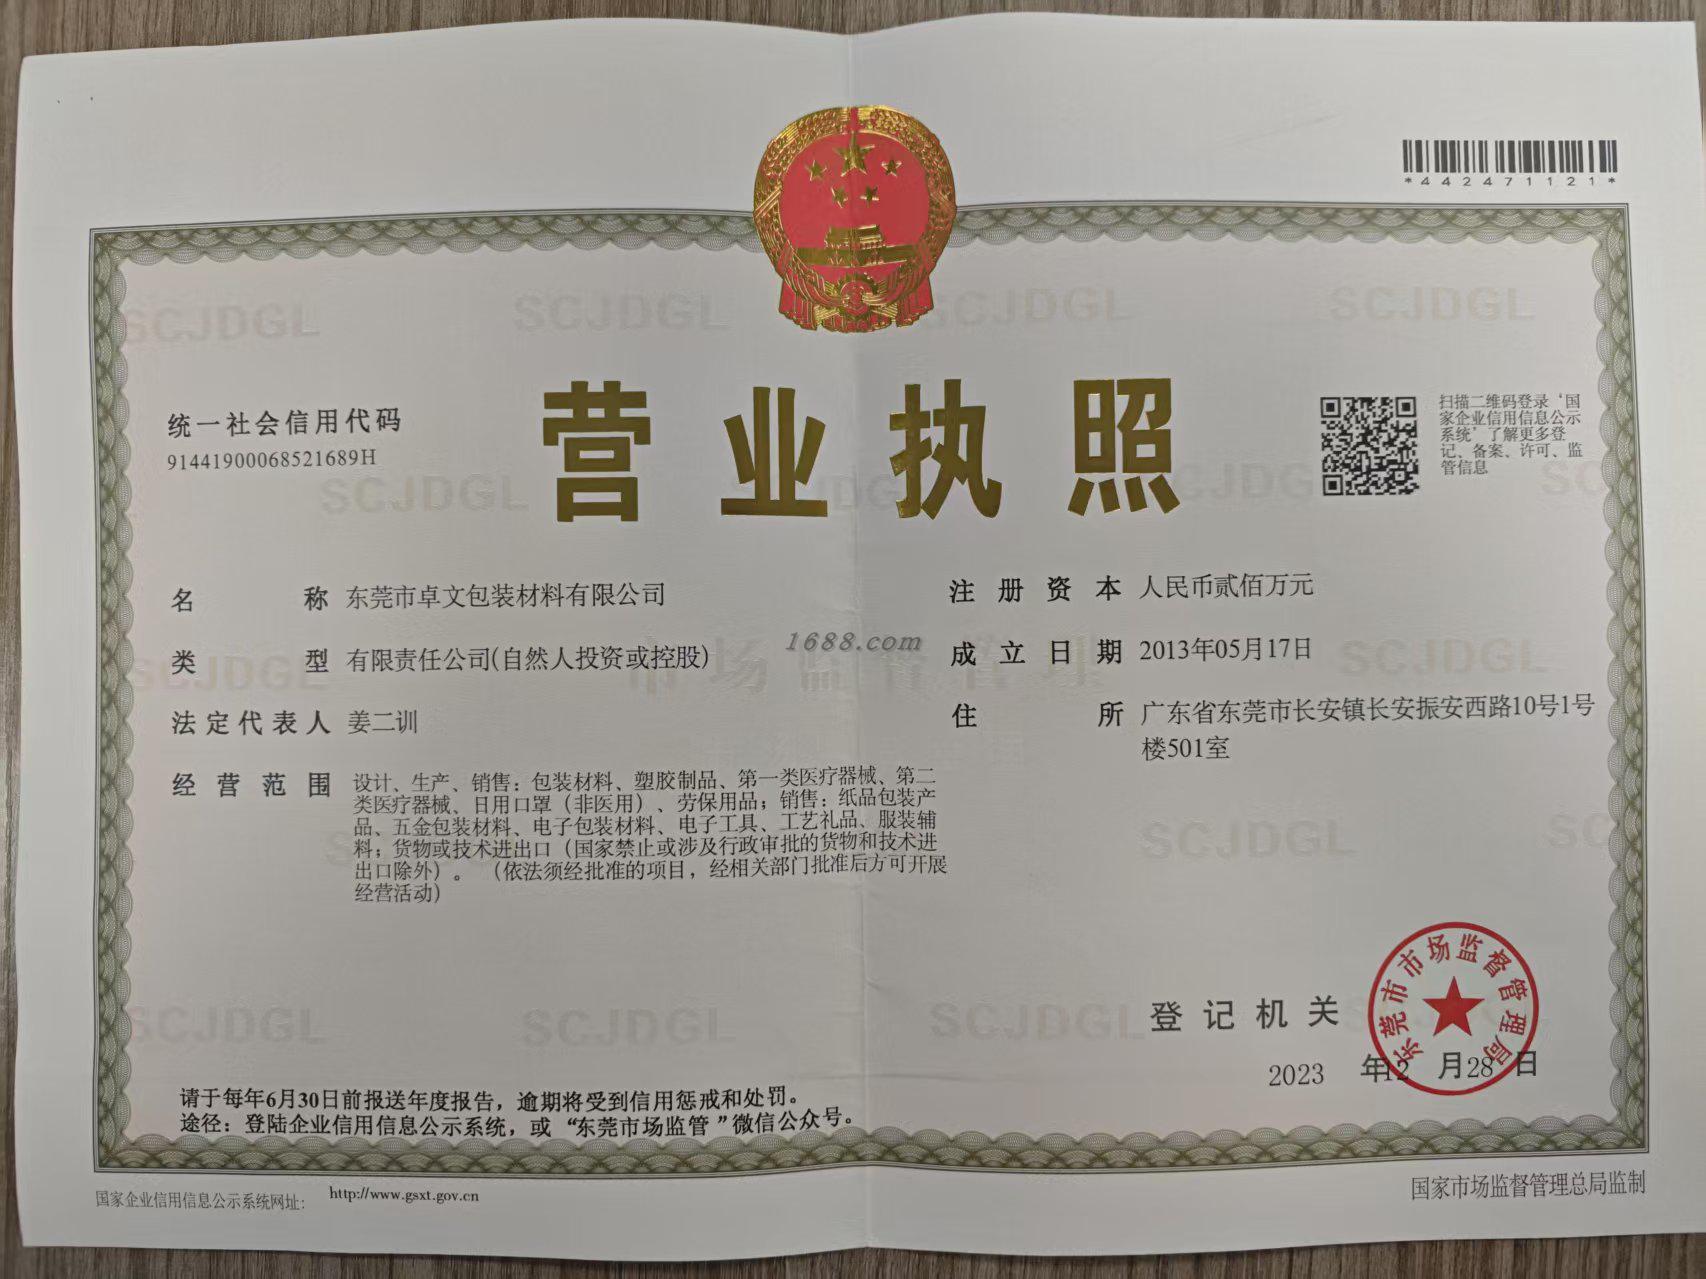 *442471121*
营业执照
统一社会信用代码
91441900068521689H
扫描二维码登录‘国
家企业信用信息公示
系统’了解更多登
记、备案、许可、监
管信息
名 称 东莞市卓文包装材料有限公司
类 型 有限责任公司(自然人投资或控股)
法定代表人 姜二训
经营范围 设计、生产、销售：包装材料、塑胶制品、第一类医疗器械、第二
类医疗器械、日用口罩（非医用）、劳保用品；销售：纸品包装产
品、五金包装材料、电子包装材料、电子工具、工艺礼品、服装辅
料；货物或技术进出口（国家禁止或涉及行政审批的货物和技术进
出口除外）。（依法须经批准的项目，经相关部门批准后方可开展
经营活动）
注册资本 人民币贰佰万元
成立日期 2013年05月17日
住 所 广东省东莞市长安镇长安振安西路10号1号
楼501室
1688.com
市场监督管理
SCJDGL
登记机关
东莞市市场监督管理局
2023 年12 月28 日
请于每年6月30日前报送年度报告，逾期将受到信用惩戒和处罚。
途径：登陆企业信用信息公示系统，或“东莞市场监管”微信公众号。
国家企业信用信息公示系统网址： http://www.gsxt.gov.cn
国家市场监督管理总局监制